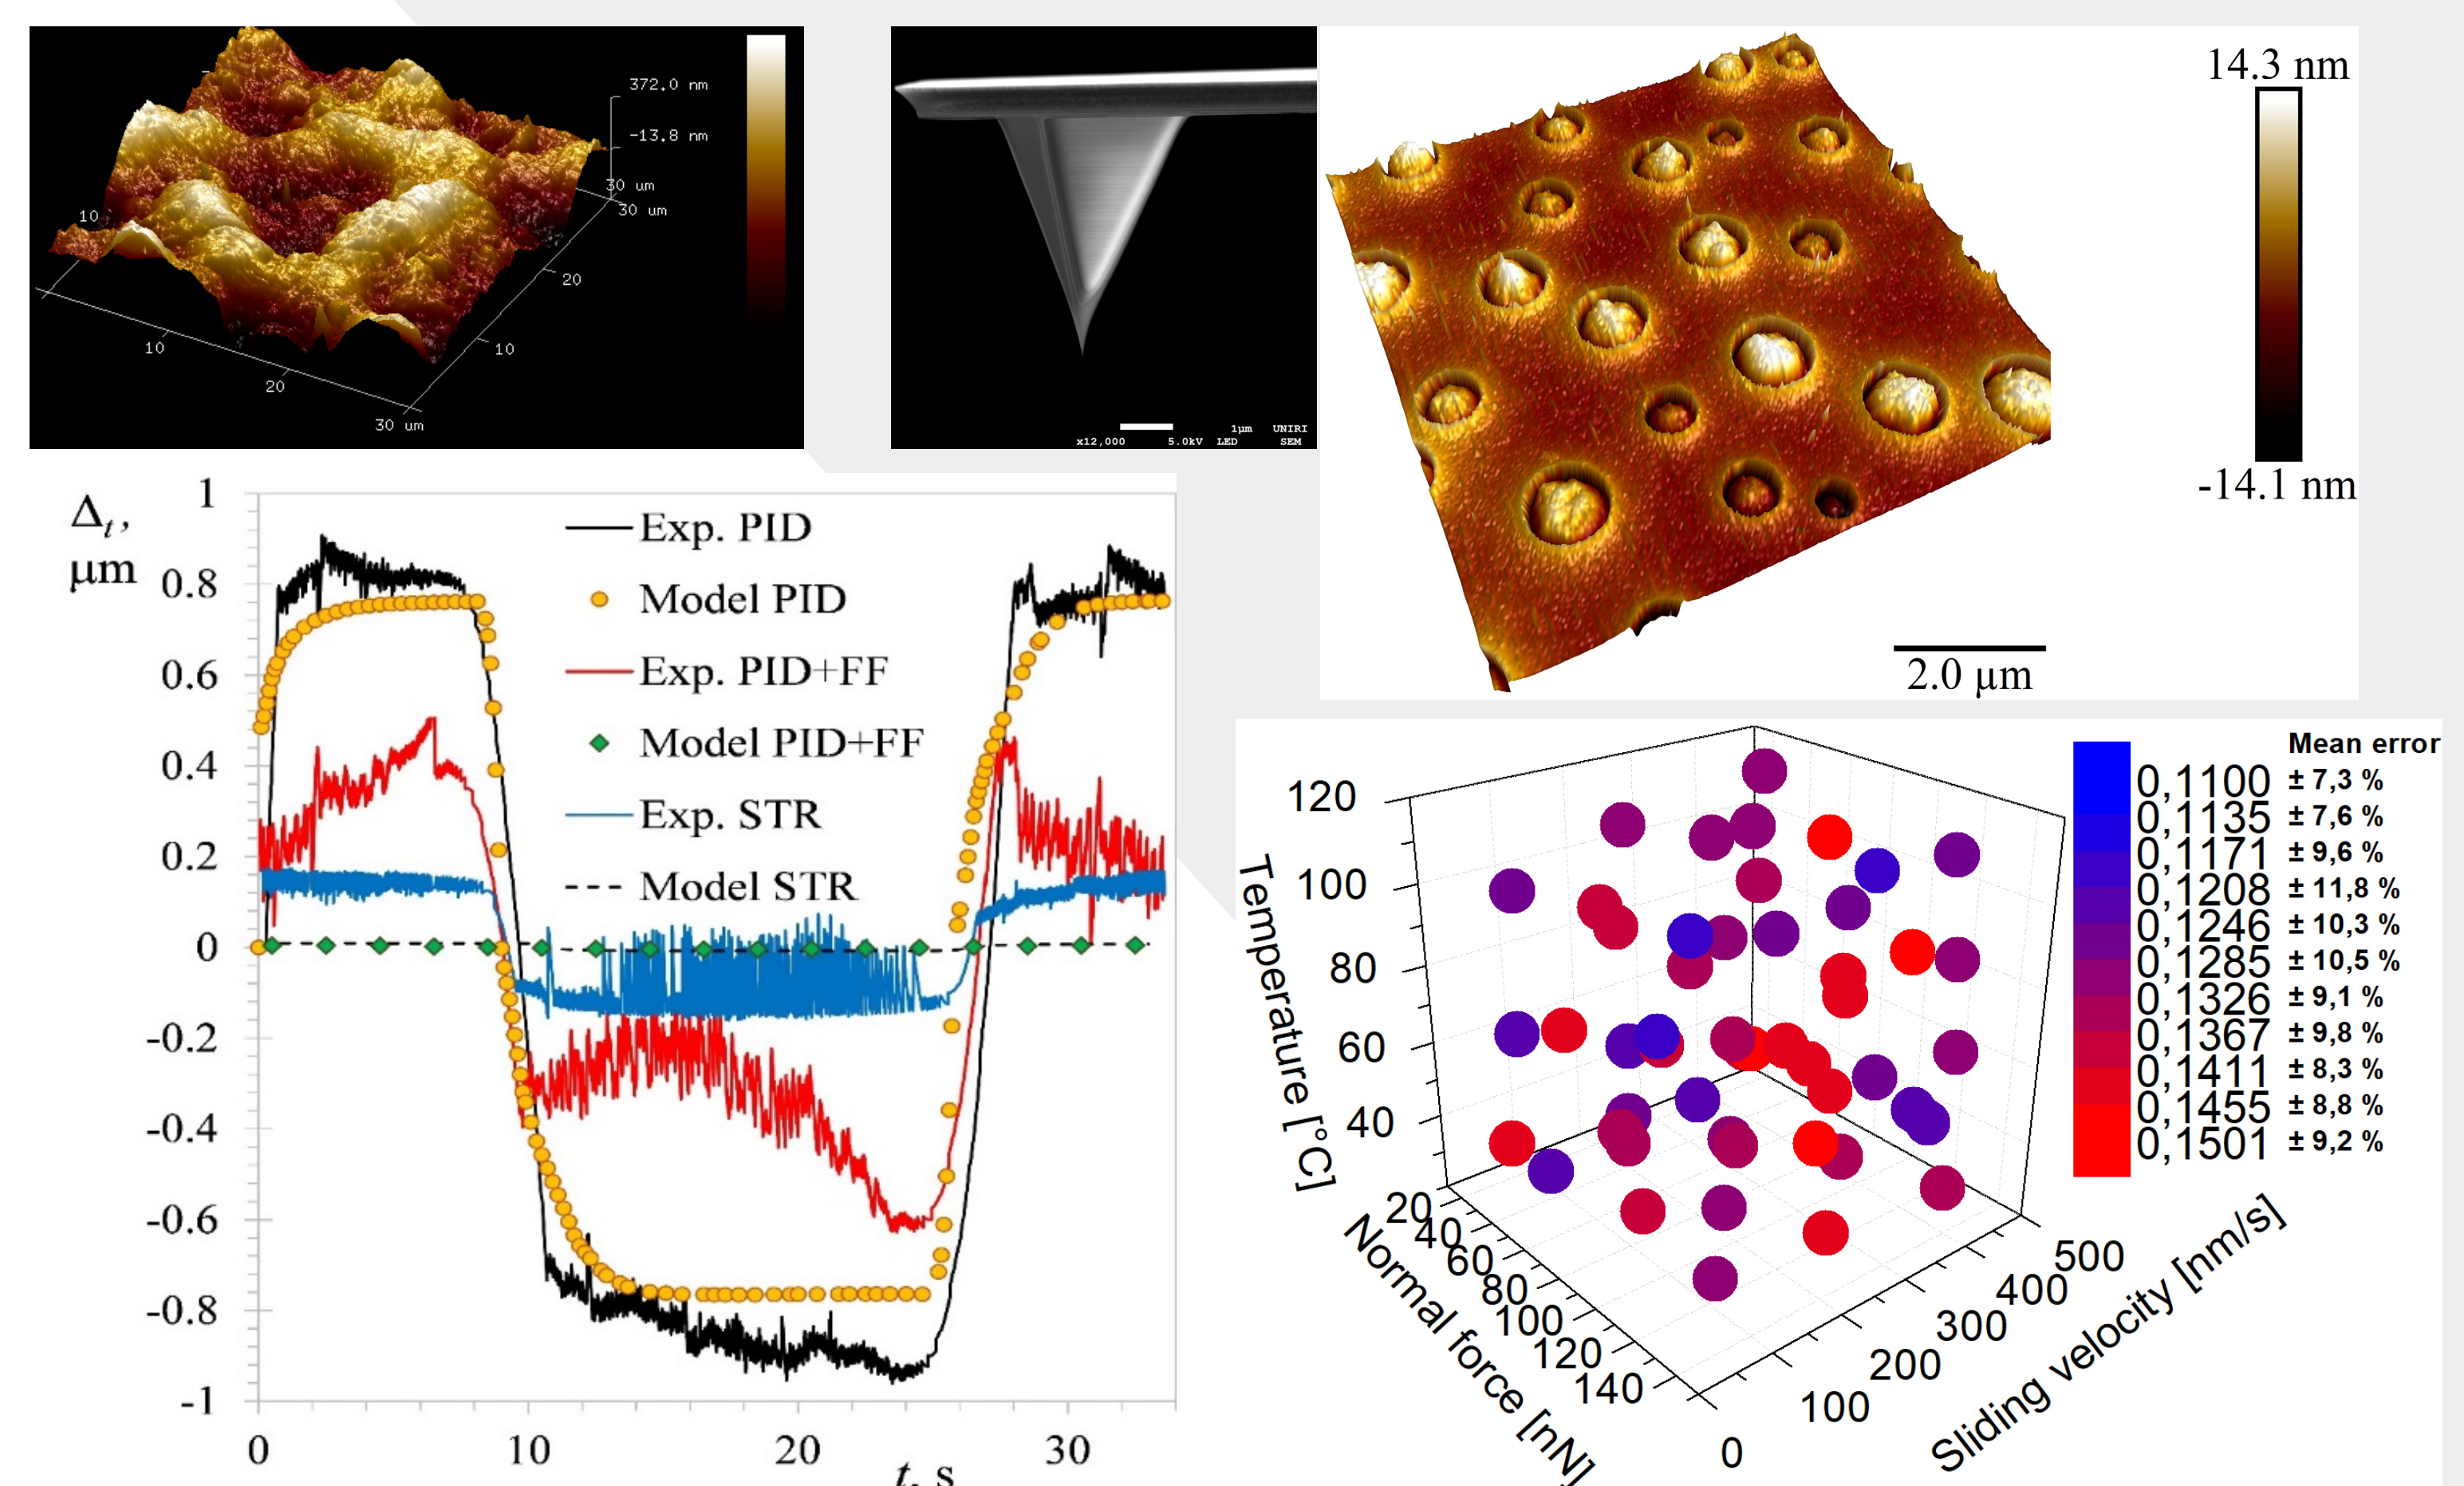 372.0 nm
-13.8 nm
30 um
30 um
10
20
10
10
20
30 um
1µm UNIRI
x12,000 5.0kV LED SEM
14.3 nm
-14.1 nm
2.0 µm
Δt,
µm
1
0.8
0.6
0.4
0.2
0
-0.2
-0.4
-0.6
-0.8
-1
0 10 20 30
t, s
Exp. PID
Model PID
Exp. PID+FF
Model PID+FF
Exp. STR
Model STR
Temperature [°C]
120
100
80
60
40
20
Normal force [nN]
20
40
60
80
100
120
140
Sliding velocity [nm/s]
0
100
200
300
400
500
Mean error
0,1100 ± 7,3 %
0,1135 ± 7,6 %
0,1171 ± 9,6 %
0,1208 ± 11,8 %
0,1246 ± 10,3 %
0,1285 ± 10,5 %
0,1326 ± 9,1 %
0,1367 ± 9,8 %
0,1411 ± 8,3 %
0,1455 ± 8,8 %
0,1501 ± 9,2 %